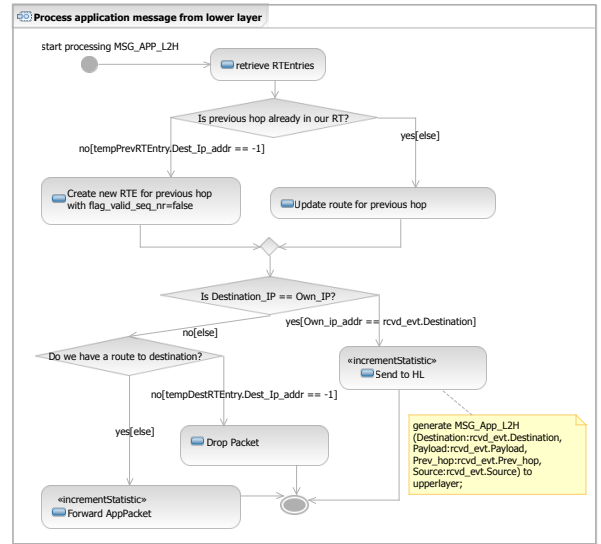 Process application message from lower layer
start processing MSG_APP_L2H
retrieve RTEntries
Is previous hop already in our RT?
yes[else]
no[tempPrevRTEntry.Dest_Ip_addr == -1]
Create new RTE for previous hop
with flag_valid_seq_nr=false
Update route for previous hop
Is Destination_IP == Own_IP?
yes[Own_ip_addr == rcvd_evt.Destination]
no[else]
Do we have a route to destination?
«incrementStatistic»
Send to HL
no[tempDestRTEntry.Dest_Ip_addr == -1]
yes[else]
Drop Packet
generate MSG_App_L2H
(Destination:rcvd_evt.Destination,
Payload:rcvd_evt.Payload,
Prev_hop:rcvd_evt.Prev_hop,
Source:rcvd_evt.Source) to
upperlayer;
«incrementStatistic»
Forward AppPacket